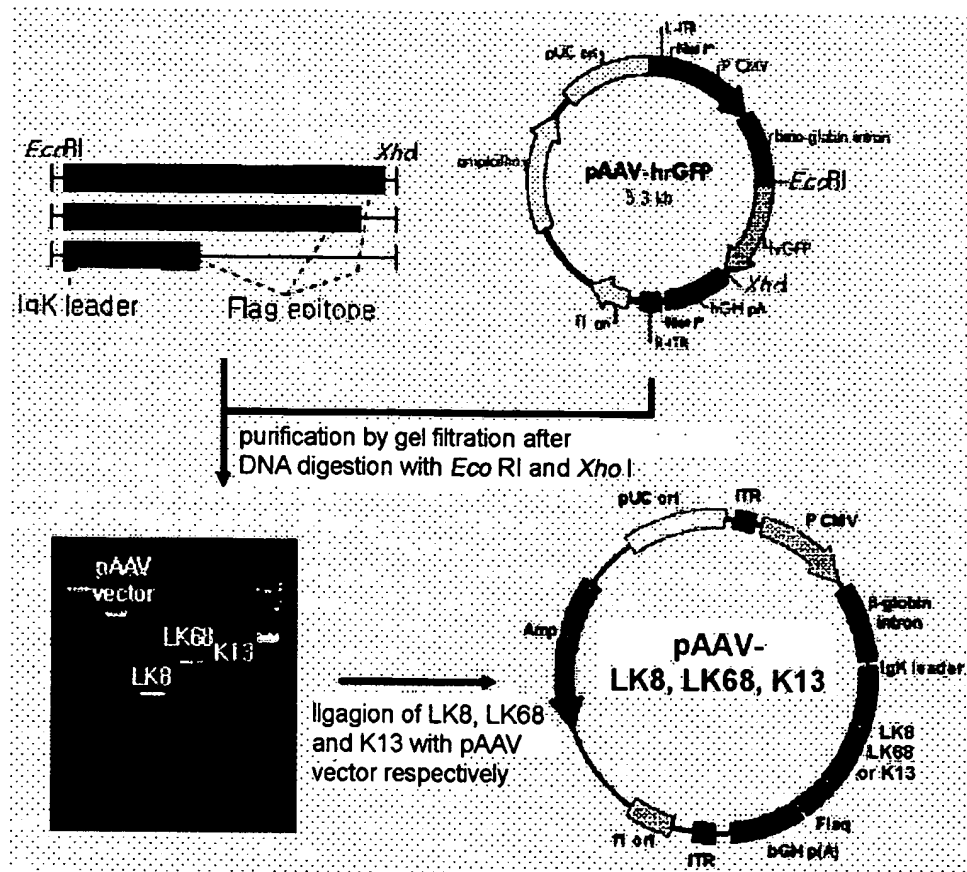 EcoRI
XhoI
IgK leader
Flag epitope
pUC ori
L-ITR
Not I*
P CMV
beta-globin intron
EcoRI
hrGFP
XhoI
hGH pA
Not I*
R-ITR
f1 ori
ampicillin
pAAV-hrGFP
5.3 kb
purification by gel filtration after
DNA digestion with Eco RI and Xho I
pAAV
vector
LK68
K13
LK8
ligagion of LK8, LK68
and K13 with pAAV
vector respectively
pUC ori
ITR
P CMV
β-globin
intron
IgK leader
LK8
LK68
or K13
Flag
bGH p(A)
ITR
f1 ori
Amp
pAAV-
LK8, LK68, K13